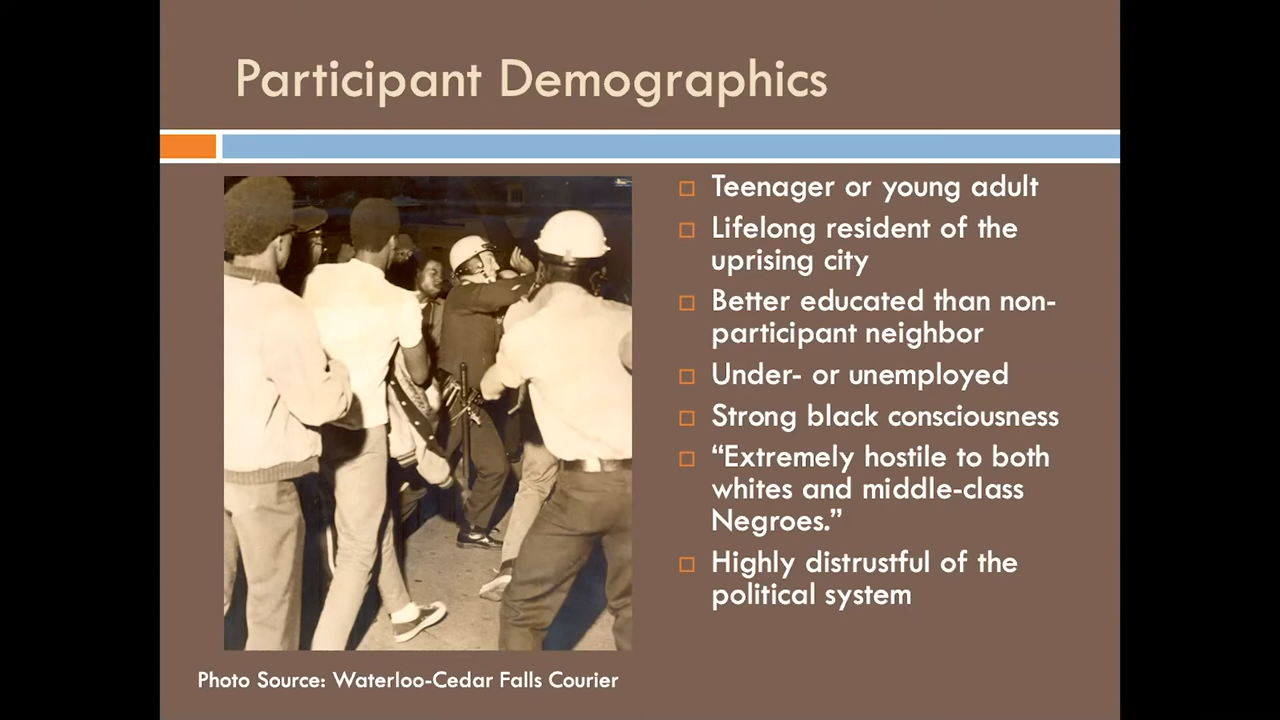 Participant Demographics
Teenager or young adult
Lifelong resident of the
uprising city
Better educated than non-
participant neighbor
Under- or unemployed
Strong black consciousness
“Extremely hostile to both
whites and middle-class
Negroes.”
Highly distrustful of the
political system
Photo Source: Waterloo-Cedar Falls Courier